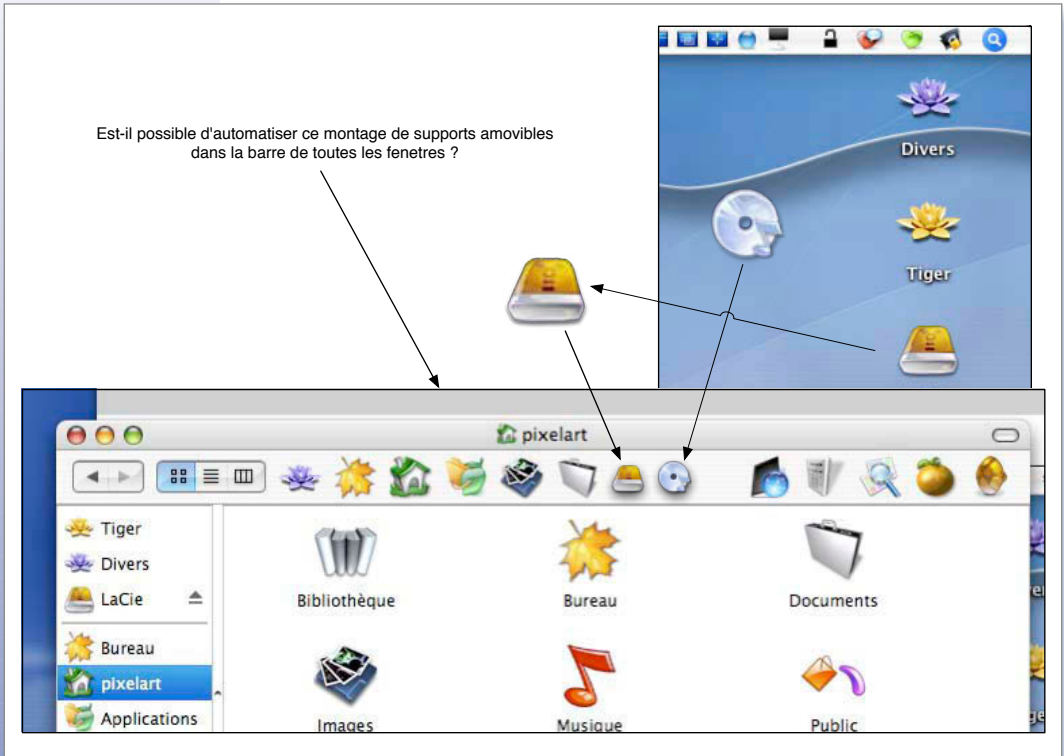 Est-il possible d'automatiser ce montage de supports amovibles
dans la barre de toutes les fenetres ?
Divers
Tiger
pixelart
Tiger
Divers
LaCie
Bureau
pixelart
Applications
Bibliothèque
Bureau
Documents
Images
Musique
Public